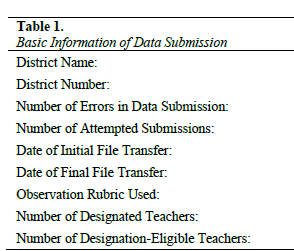 Table 1.
Basic Information of Data Submission
District Name:
District Number:
Number of Errors in Data Submission:
Number of Attempted Submissions:
Date of Initial File Transfer:
Date of Final File Transfer:
Observation Rubric Used:
Number of Designated Teachers:
Number of Designation-Eligible Teachers: